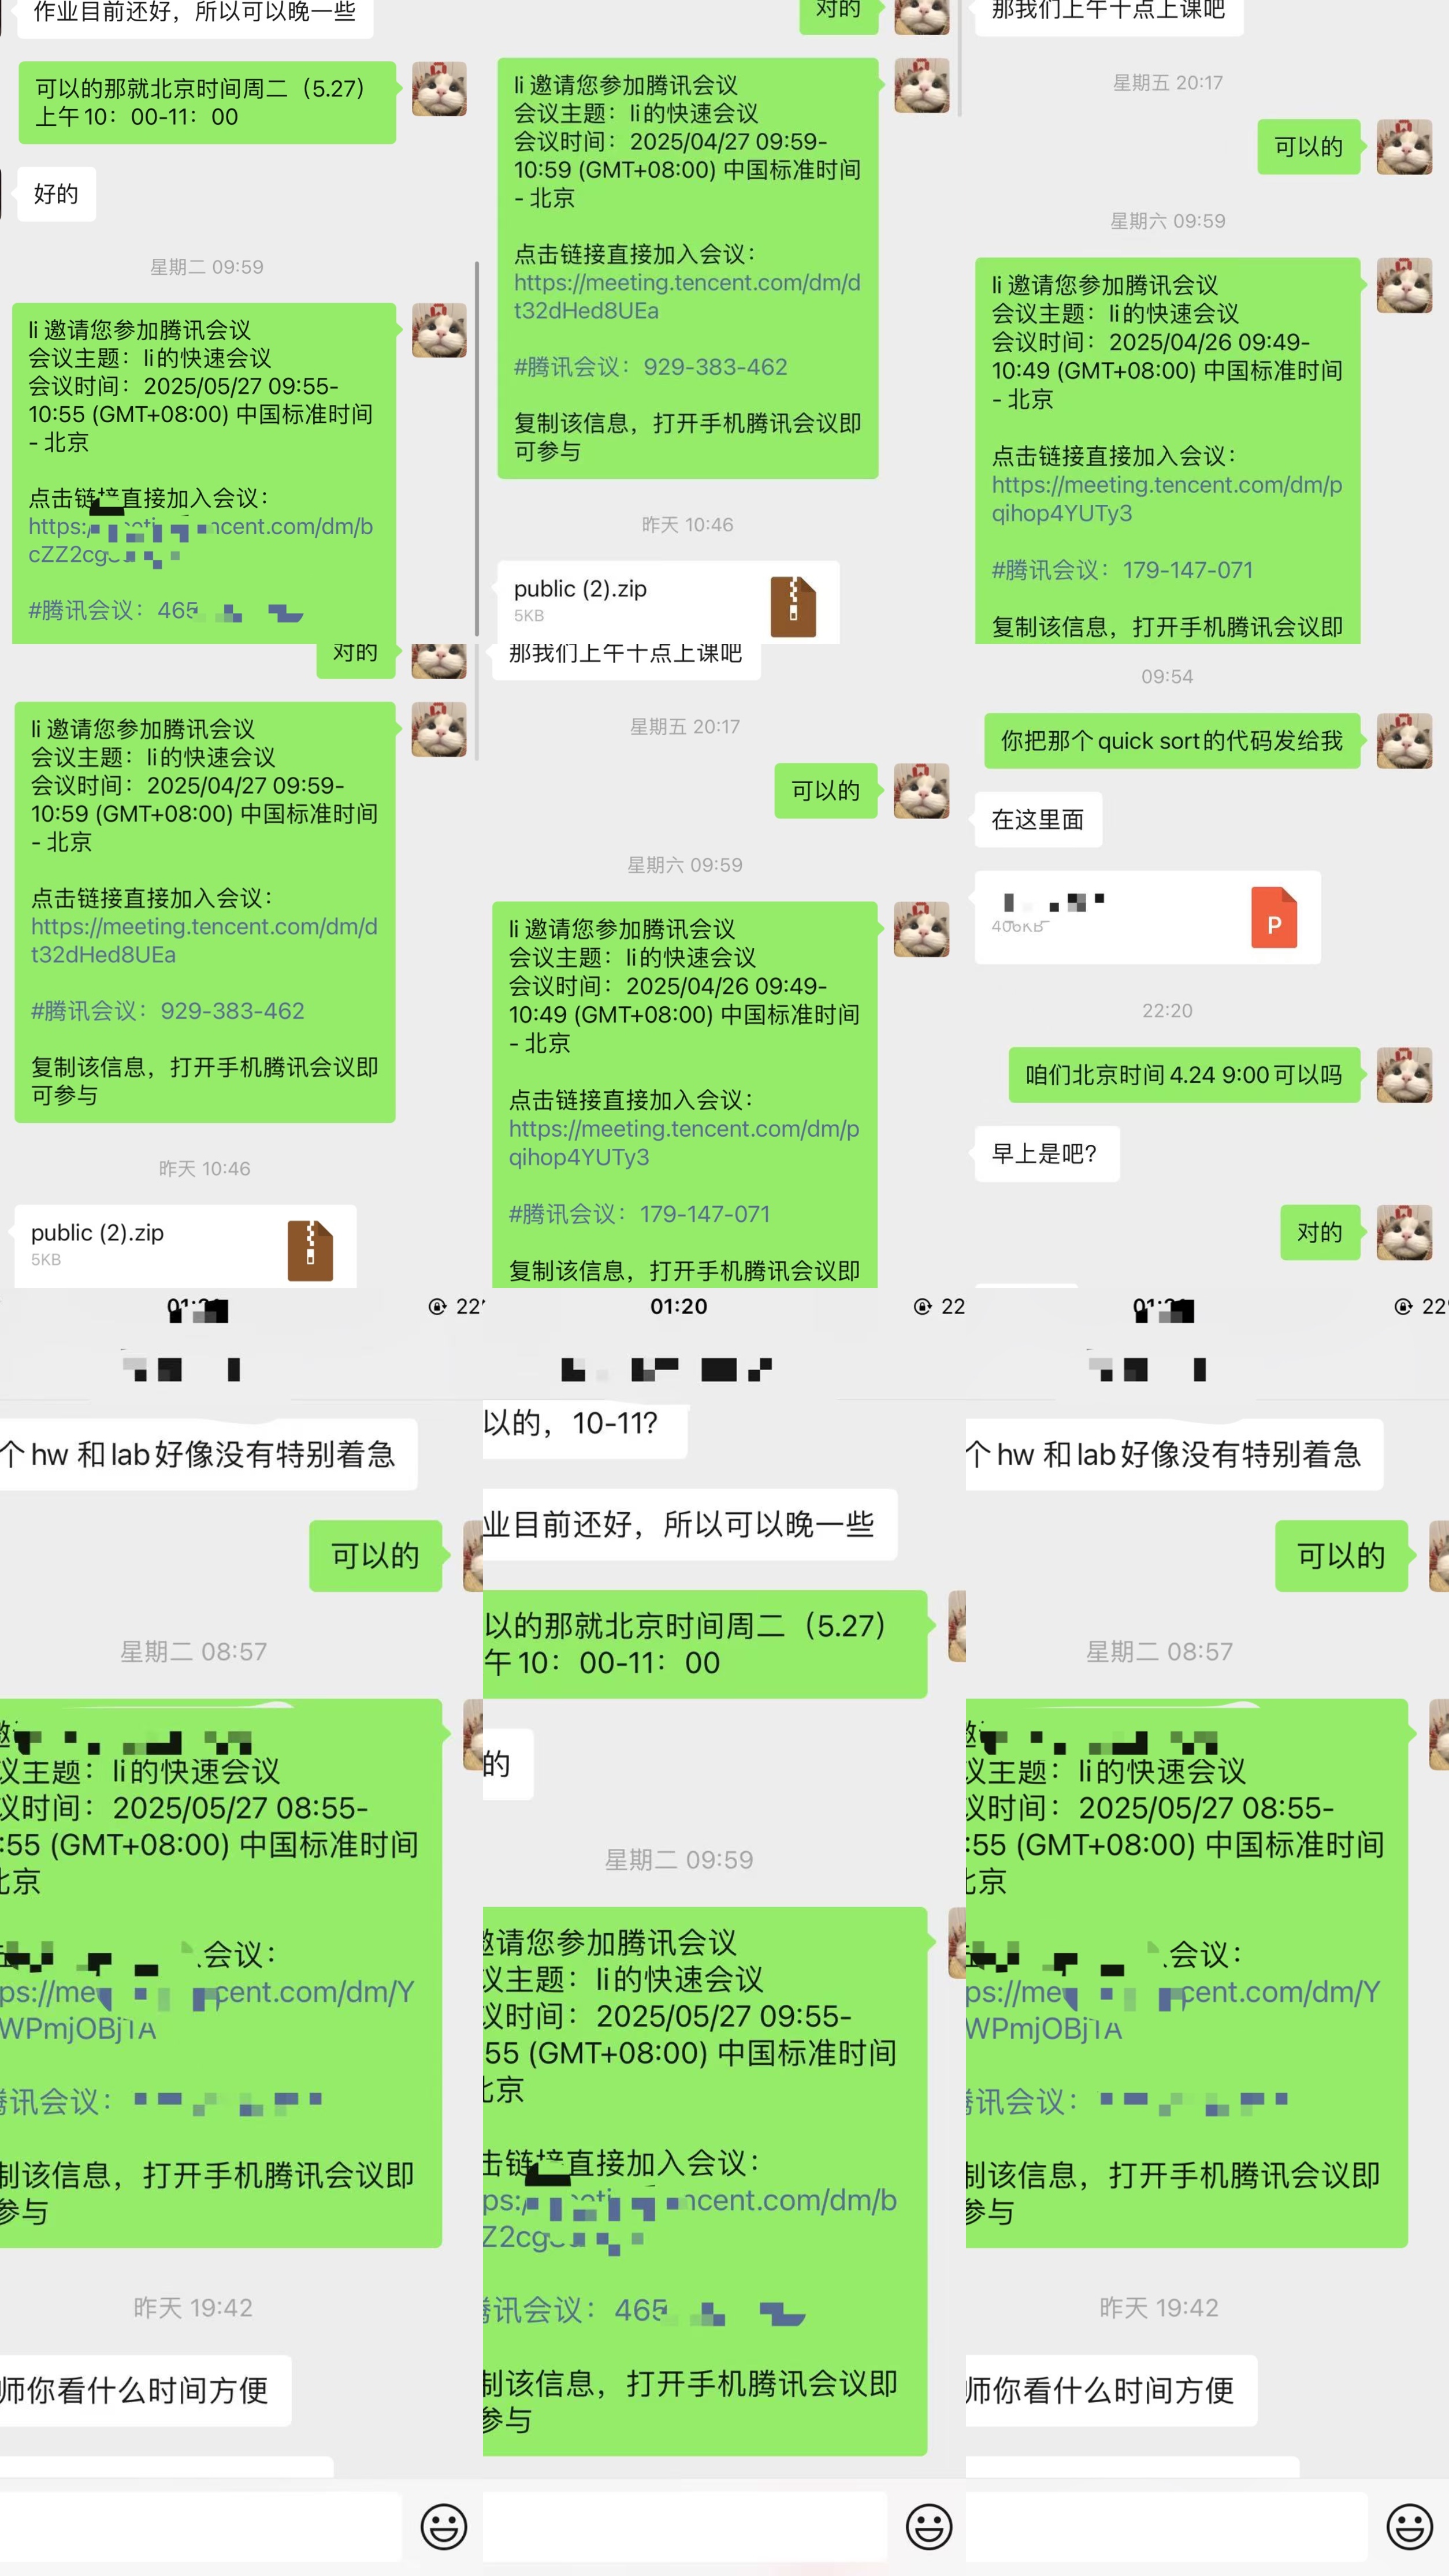 作业目前还好，所以可以晚一些
可以的那就北京时间周二（5.27）
上午10：00-11：00
好的
星期二 09:59
li 邀请您参加腾讯会议
会议主题：li的快速会议
会议时间：2025/05/27 09:55-
10:55 (GMT+08:00) 中国标准时间
- 北京
点击链接直接加入会议：
ncent.com/dm/b
cZZ2cg
#腾讯会议：465
对的
li 邀请您参加腾讯会议
会议主题：li的快速会议
会议时间：2025/04/27 09:59-
10:59 (GMT+08:00) 中国标准时间
- 北京
点击链接直接加入会议：
https://meeting.tencent.com/dm/d
t32dHed8UEa
#腾讯会议：929-383-462
复制该信息，打开手机腾讯会议即
可参与
昨天 10:46
public (2).zip
5KB
那我们上午十点上课吧
星期五 20:17
可以的
星期六 09:59
li 邀请您参加腾讯会议
会议主题：li的快速会议
会议时间：2025/04/26 09:49-
10:49 (GMT+08:00) 中国标准时间
- 北京
点击链接直接加入会议：
https://meeting.tencent.com/dm/p
qihop4YUTy3
#腾讯会议：179-147-071
复制该信息，打开手机腾讯会议即
对的
li 邀请您参加腾讯会议
会议主题：li的快速会议
会议时间：2025/04/27 09:59-
10:59 (GMT+08:00) 中国标准时间
- 北京
点击链接直接加入会议：
https://meeting.tencent.com/dm/d
t32dHed8UEa
#腾讯会议：929-383-462
复制该信息，打开手机腾讯会议即
可参与
昨天 10:46
public (2).zip
5KB
那我们上午十点上课吧
星期五 20:17
可以的
星期六 09:59
li 邀请您参加腾讯会议
会议主题：li的快速会议
会议时间：2025/04/26 09:49-
10:49 (GMT+08:00) 中国标准时间
- 北京
点击链接直接加入会议：
https://meeting.tencent.com/dm/p
qihop4YUTy3
#腾讯会议：179-147-071
复制该信息，打开手机腾讯会议即
09:54
你把那个quick sort的代码发给我
在这里面
P
406KB
22:20
咱们北京时间4.24 9:00可以吗
早上是吧？
对的
22
个hw 和lab好像没有特别着急
可以的
星期二 08:57
议主题：li的快速会议
议时间：2025/05/27 08:55-
:55 (GMT+08:00) 中国标准时间
北京
会议：
ps://me cent.com/dm/Y
WPmjOBjTA
腾讯会议：
制该信息，打开手机腾讯会议即
参与
昨天 19:42
师你看什么时间方便
01:20
22
以的，10-11？
业目前还好，所以可以晚一些
以的那就北京时间周二（5.27）
午10：00-11：00
的
星期二 09:59
邀请您参加腾讯会议
议主题：li的快速会议
议时间：2025/05/27 09:55-
55 (GMT+08:00) 中国标准时间
北京
击链接直接加入会议：
ps:/ ncent.com/dm/b
Z2cg
腾讯会议：465
制该信息，打开手机腾讯会议即
参与
22
个hw 和lab好像没有特别着急
可以的
星期二 08:57
议主题：li的快速会议
议时间：2025/05/27 08:55-
:55 (GMT+08:00) 中国标准时间
北京
会议：
ps://me cent.com/dm/Y
WPmjOBjTA
腾讯会议：
制该信息，打开手机腾讯会议即
参与
昨天 19:42
师你看什么时间方便